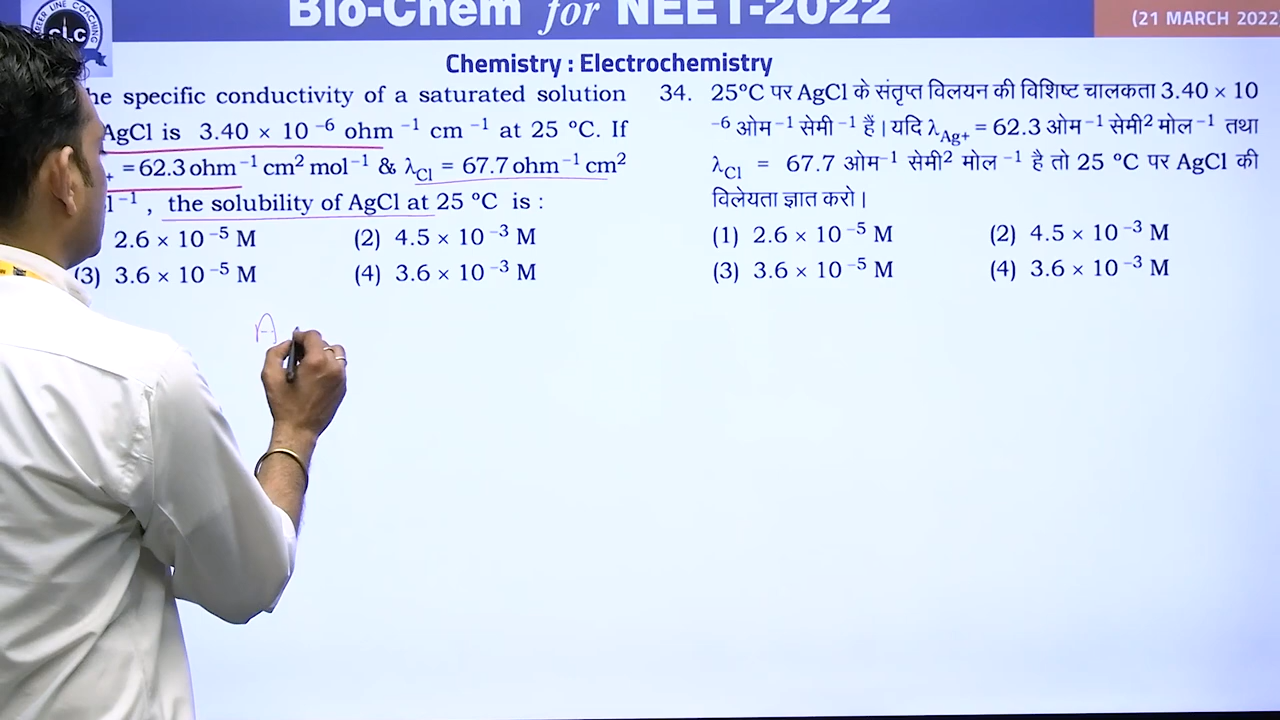 Bio-Chem for NEET-2022
(21 MARCH 2022
CLC
Chemistry : Electrochemistry
he specific conductivity of a saturated solution
AgCl is 3.40 × 10⁻⁶ ohm⁻¹ cm⁻¹ at 25 ºC. If
₊ = 62.3 ohm⁻¹ cm² mol⁻¹ & λCl = 67.7 ohm⁻¹ cm²
l⁻¹, the solubility of AgCl at 25 ºC is :
2.6 × 10⁻⁵ M (2) 4.5 × 10⁻³ M
(3) 3.6 × 10⁻⁵ M (4) 3.6 × 10⁻³ M
A
34. 25ºC पर AgCl के संतृप्त विलयन की विशिष्ट चालकता 3.40 × 10
⁻⁶ ओम⁻¹ सेमी⁻¹ हैं। यदि λAg+ = 62.3 ओम⁻¹ सेमी² मोल⁻¹ तथा
λCl = 67.7 ओम⁻¹ सेमी² मोल⁻¹ है तो 25 ºC पर AgCl की
विलेयता ज्ञात करो।
(1) 2.6 × 10⁻⁵ M (2) 4.5 × 10⁻³ M
(3) 3.6 × 10⁻⁵ M (4) 3.6 × 10⁻³ M